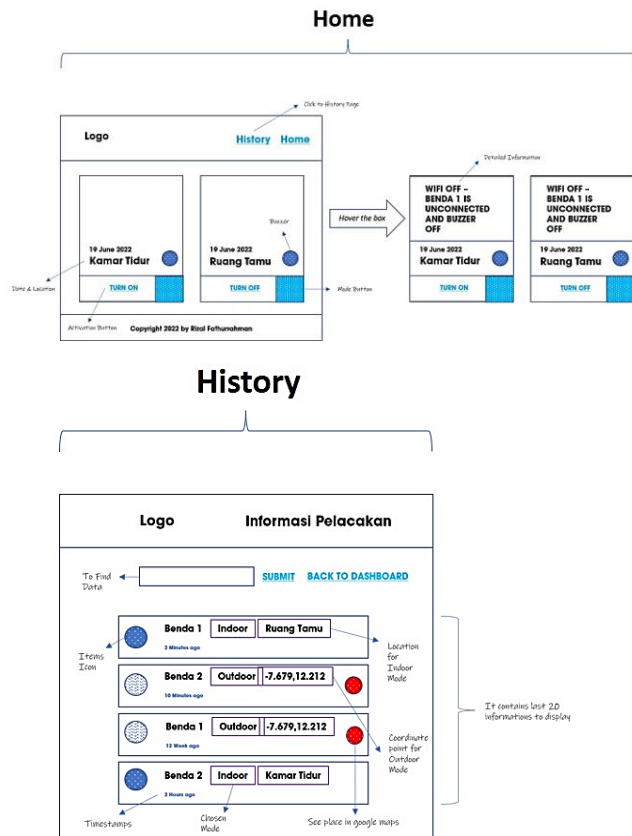 Home
Click to History Page
Logo
History Home
Detailed Information
WIFI OFF –
BENDA 1 IS
UNCONNECTED
AND BUZZER
OFF
WIFI OFF –
BENDA 1 IS
UNCONNECTED
AND BUZZER
OFF
Buzzer
Hover the box
19 June 2022
Kamar Tidur
19 June 2022
Ruang Tamu
19 June 2022
Kamar Tidur
19 June 2022
Ruang Tamu
Date & Location
TURN ON
TURN OFF
Mode Button
TURN ON
TURN OFF
Activation Button
Copyright 2022 by Rizal Fathurrahman
History
Logo
Informasi Pelacakan
To Find
Data
SUBMIT BACK TO DASHBOARD
Benda 1 Indoor Ruang Tamu
2 Minutes ago
Items
Icon
Location
for
Indoor
Mode
Benda 2 Outdoor -7.679,12.212
10 Minutes ago
It contains last 20
informations to display
Benda 1 Outdoor -7.679,12.212
12 Week ago
Coordinate
point for
Outdoor
Mode
Benda 2 Indoor Kamar Tidur
2 Hours ago
Timestamps
Chosen
Mode
See place in google maps